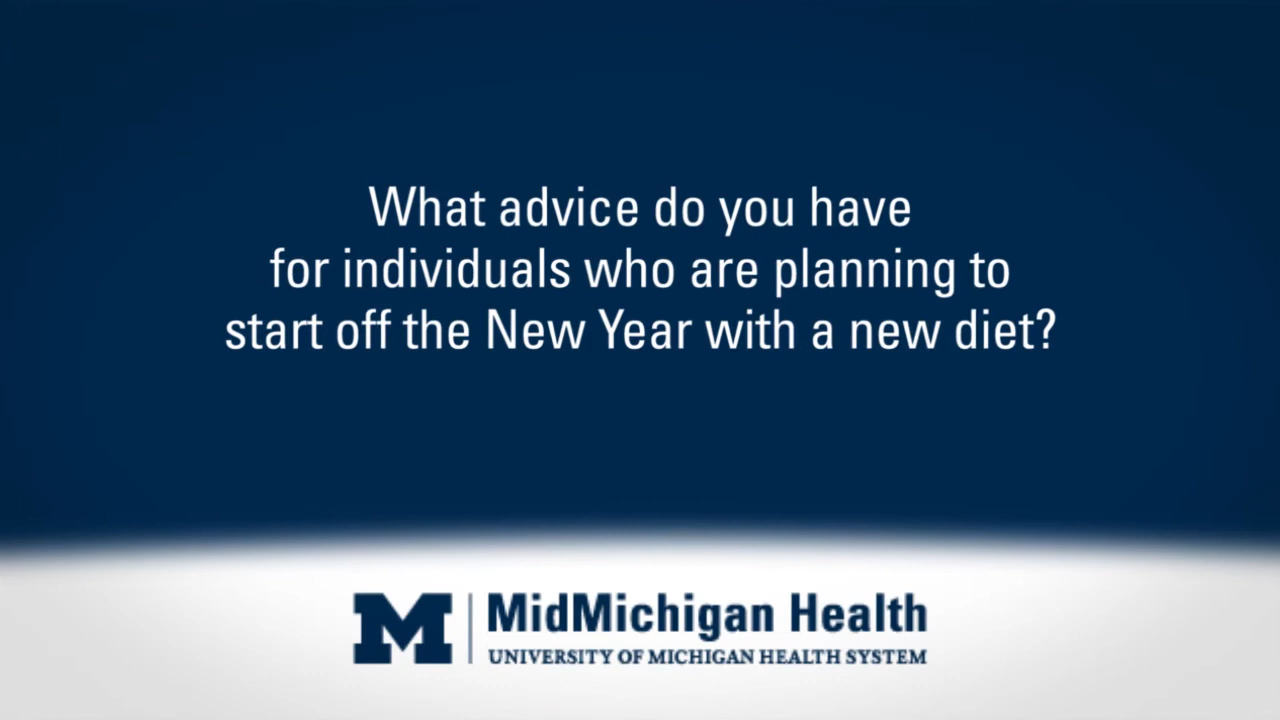 What advice do you have
for individuals who are planning to
start off the New Year with a new diet?
M
MidMichigan Health
UNIVERSITY OF MICHIGAN HEALTH SYSTEM